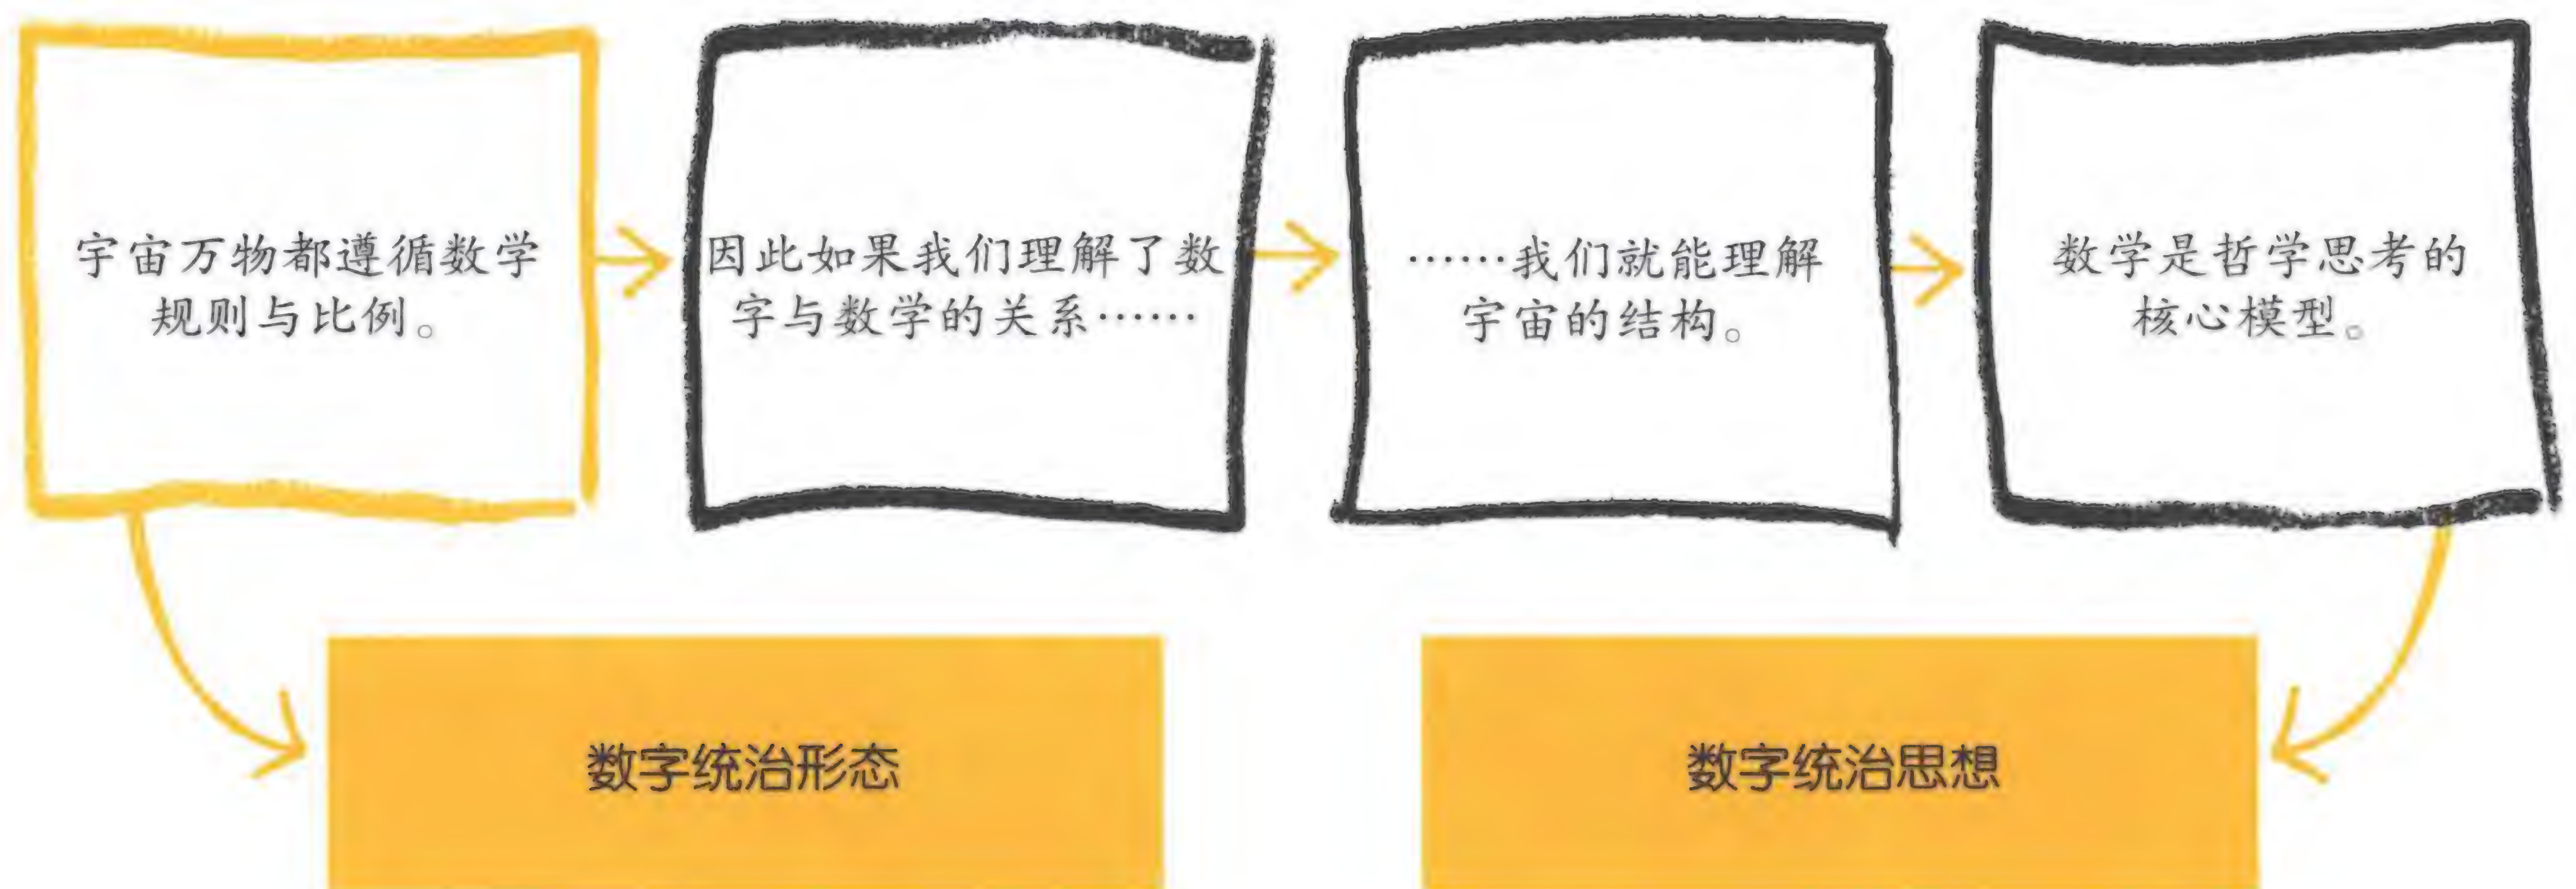 宇宙万物都遵循数学
规则与比例。
因此如果我们理解了数
字与数学的关系……
……我们就能理解
宇宙的结构。
数学是哲学思考的
核心模型。
数字统治形态
数字统治思想